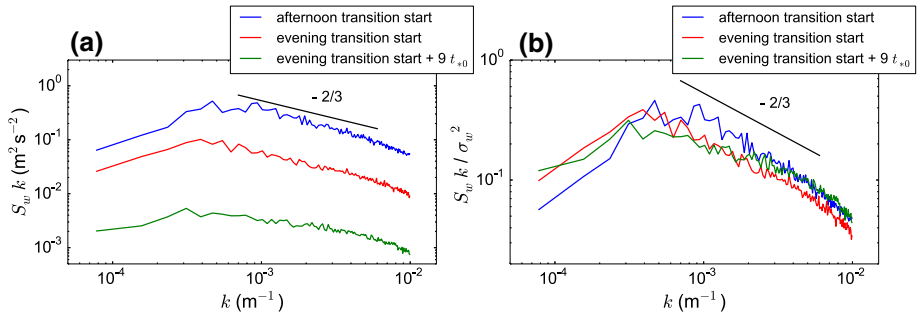 (a)
afternoon transition start
evening transition start
evening transition start + 9 t*0
- 2/3
10^0
10^-1
10^-2
10^-3
S_w k (m^2 s^-2)
10^-4
10^-3
10^-2
k (m^-1)
(b)
afternoon transition start
evening transition start
evening transition start + 9 t*0
- 2/3
10^0
10^-1
S_w k / σ_w^2
10^-4
10^-3
10^-2
k (m^-1)